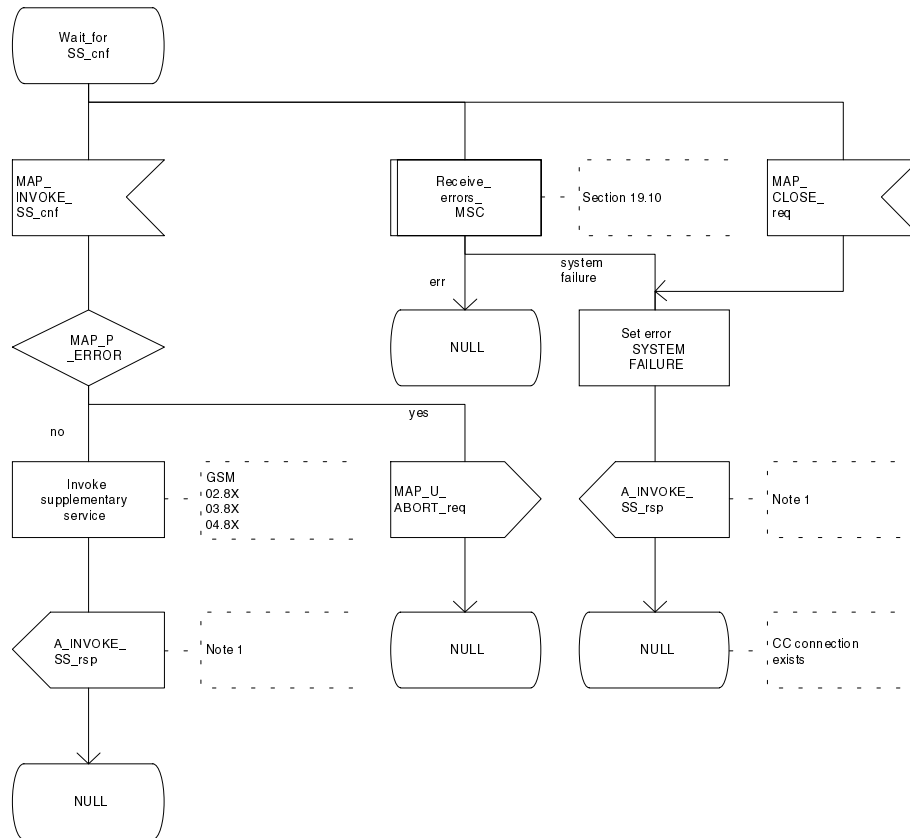 Wait_for
SS_cnf
MAP_
INVOKE_
SS_cnf
Receive_
errors_
MSC
Section 19.10
MAP_
CLOSE_
req
err
system
failure
MAP_P
_ERROR
NULL
Set error
SYSTEM
FAILURE
no
yes
Invoke
supplementary
service
GSM
02.8X
03.8X
04.8X
MAP_U_
ABORT_req
A_INVOKE_
SS_rsp
Note 1
A_INVOKE_
SS_rsp
Note 1
NULL
NULL
CC connection
exists
NULL